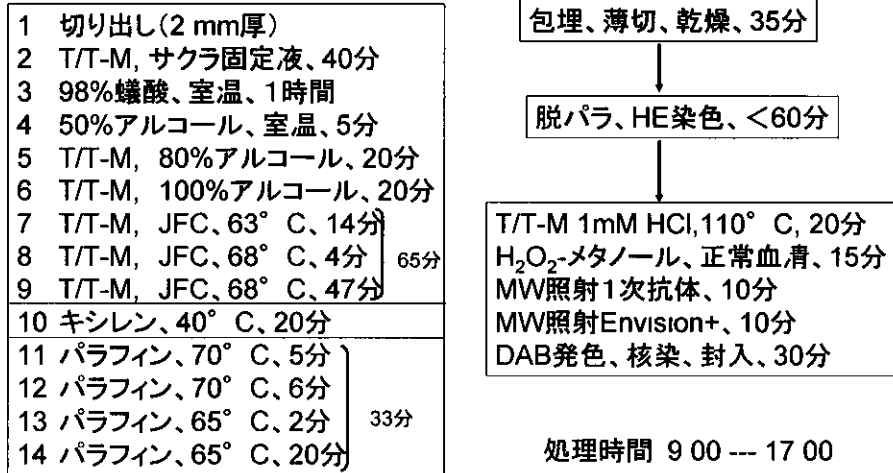 1 切り出し(2 mm厚)
2 T/T-M, サクラ固定液、40分
3 98%蟻酸、室温、1時間
4 50%アルコール、室温、5分
5 T/T-M, 80%アルコール、20分
6 T/T-M, 100%アルコール、20分
7 T/T-M, JFC、63° C、14分
8 T/T-M, JFC、68° C、4分
9 T/T-M, JFC、68° C、47分
65分
10 キシレン、40° C、20分
11 パラフィン、70° C、5分
12 パラフィン、70° C、6分
13 パラフィン、65° C、2分
14 パラフィン、65° C、20分
33分
包埋、薄切、乾燥、35分
脱パラ、HE染色、<60分
T/T-M 1mM HCl,110° C, 20分
H₂O₂-メタノール、正常血清、15分
MW照射1次抗体、10分
MW照射Envision+、10分
DAB発色、核染、封入、30分
処理時間 9 00 --- 17 00